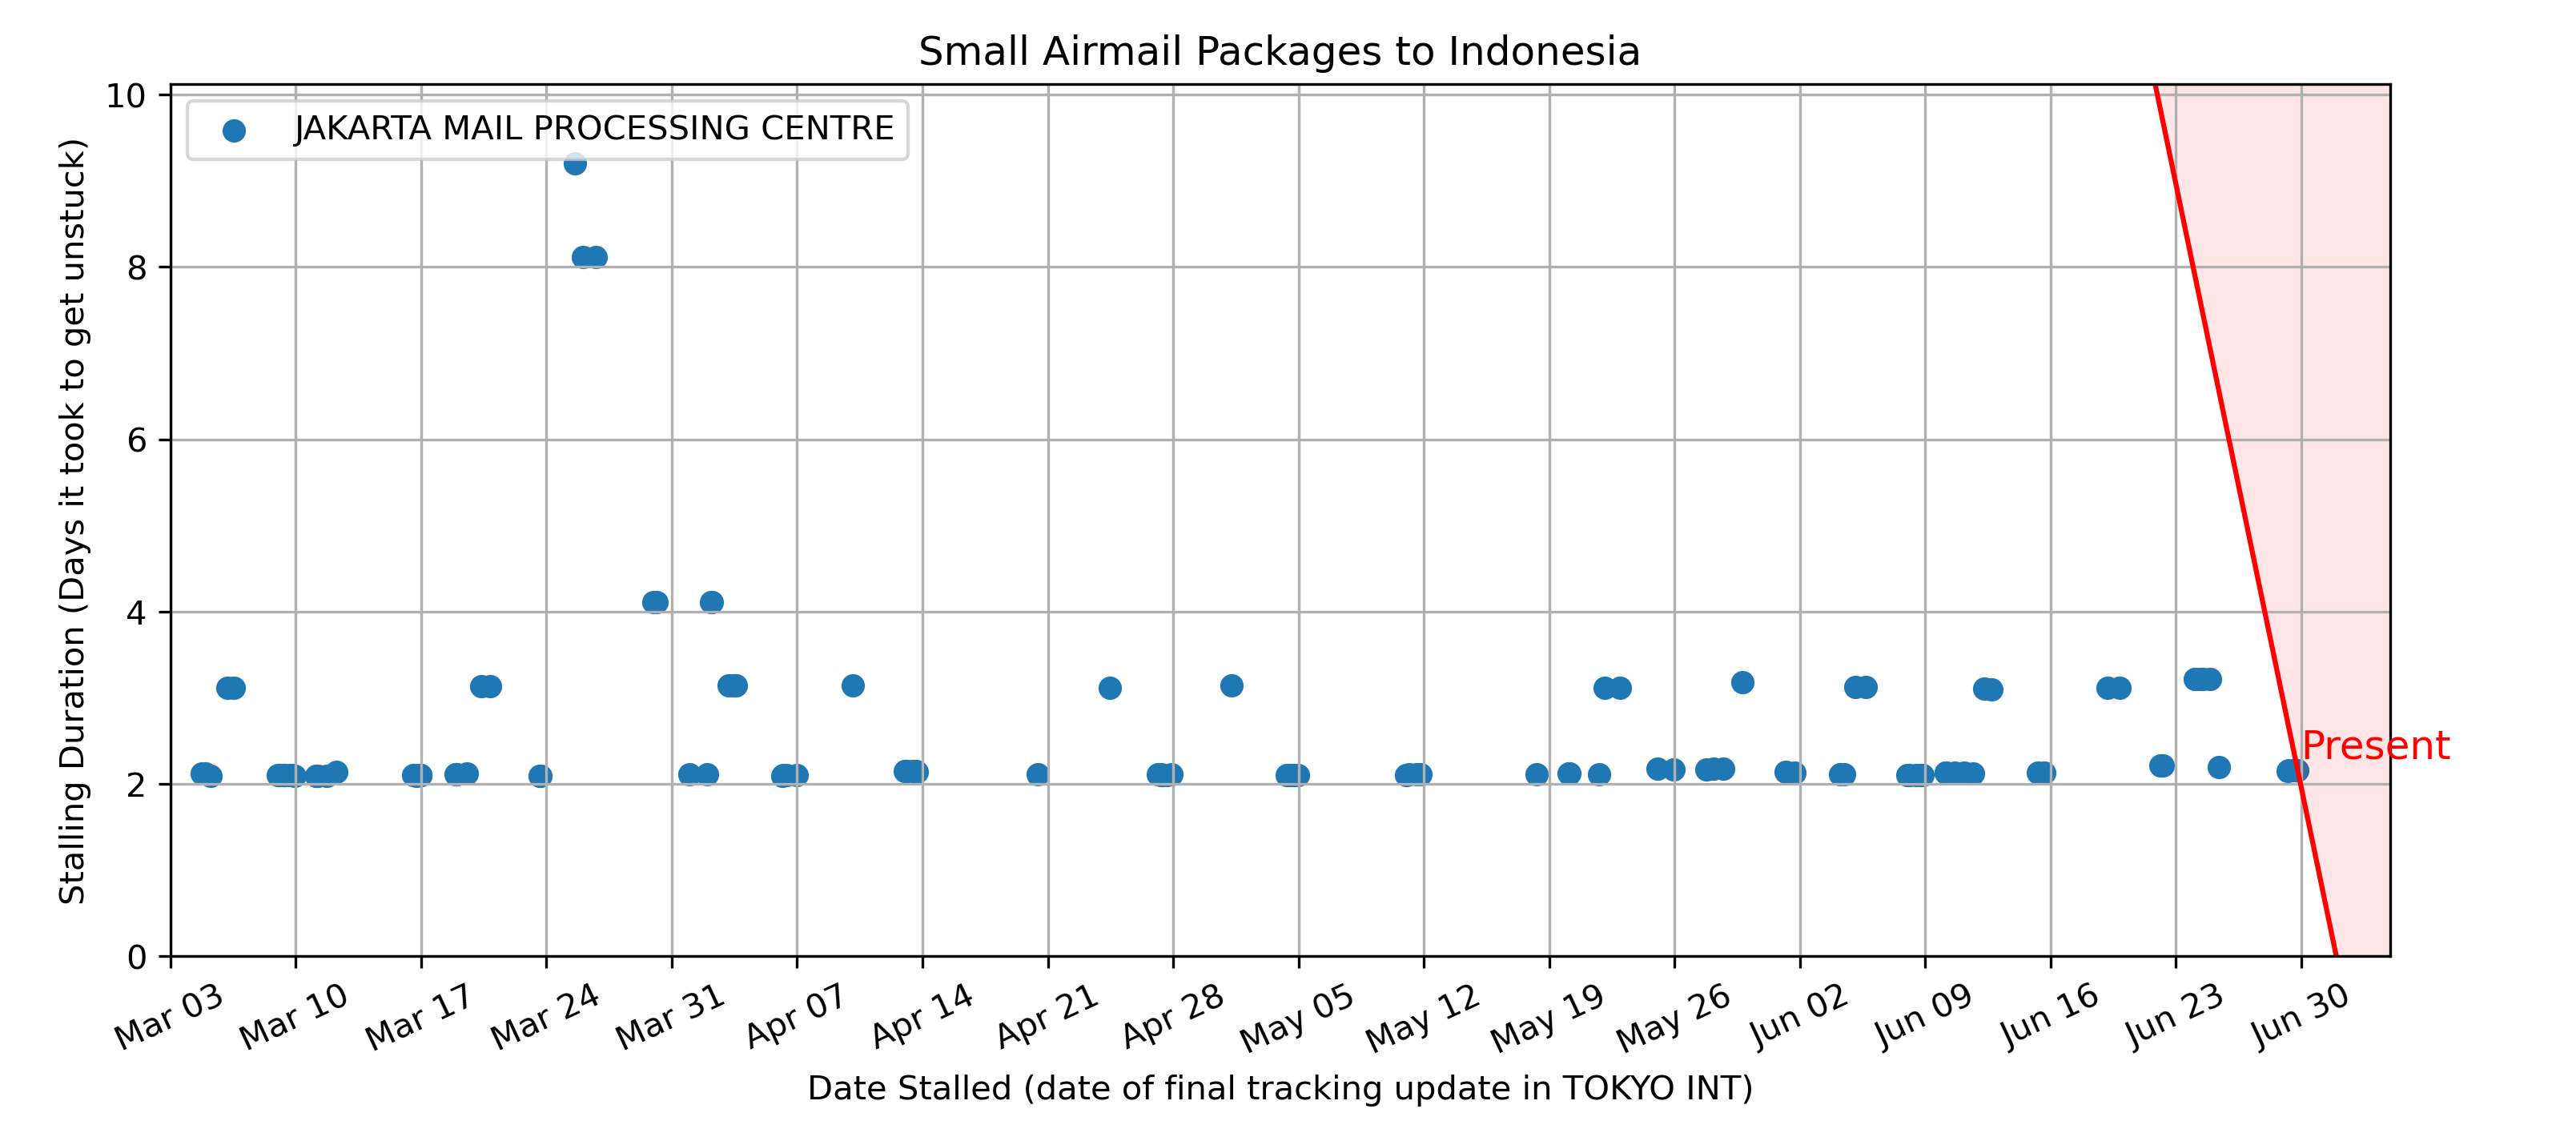 Small Airmail Packages to Indonesia
JAKARTA MAIL PROCESSING CENTRE
Stalling Duration (Days it took to get unstuck)
10
8
6
4
2
0
Present
Mar 03
Mar 10
Mar 17
Mar 24
Mar 31
Apr 07
Apr 14
Apr 21
Apr 28
May 05
May 12
May 19
May 26
Jun 02
Jun 09
Jun 16
Jun 23
Jun 30
Date Stalled (date of final tracking update in TOKYO INT)